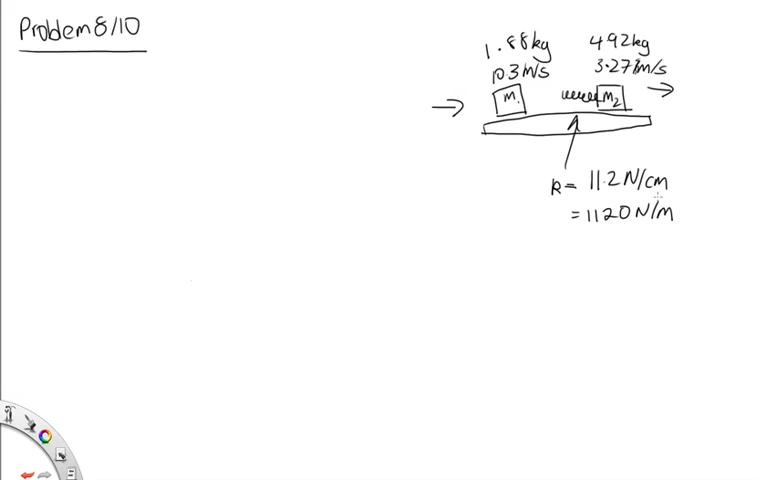 Problem 8/10
1.88kg 492kg
10.3m/s 3.27m/s
M₁ M₂
k= 11.2 N/cm
=1120 N/m